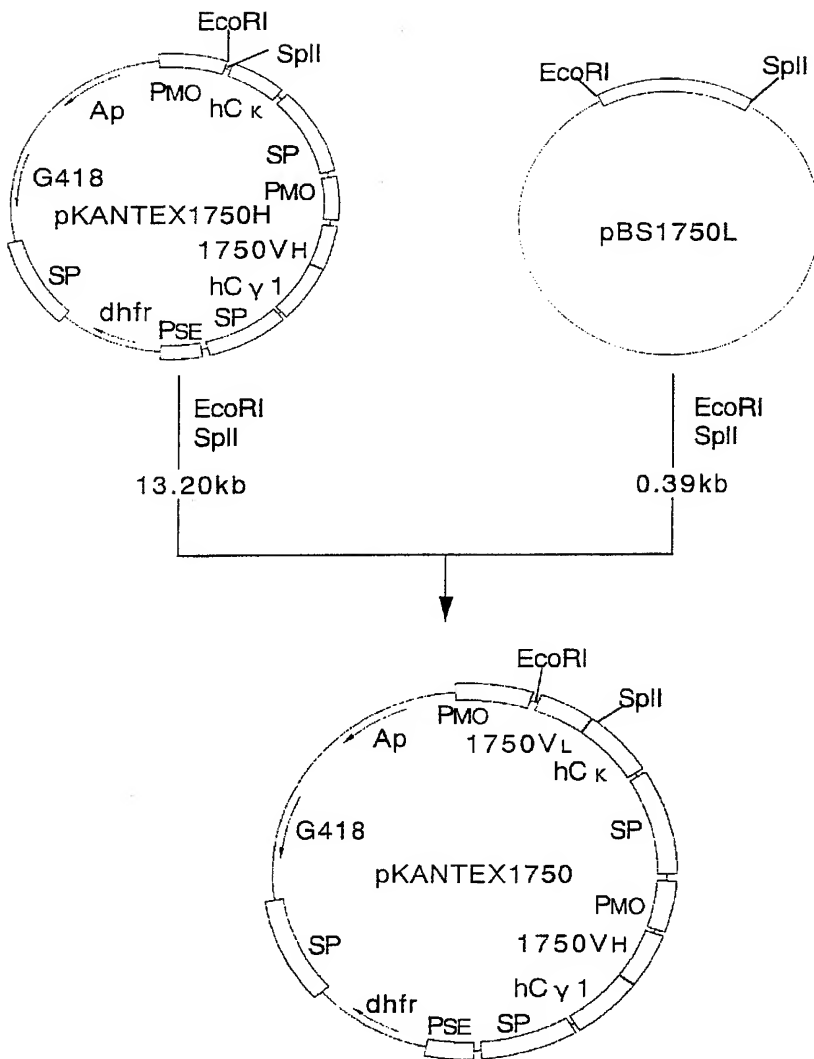 EcoRI
SplI
PMO
hCκ
Ap
SP
G418
PMO
pKANTEX1750H
1750VH
hCγ1
SP
dhfr
PSE
SP
EcoRI
SplI
pBS1750L
EcoRI
SplI
13.20kb
EcoRI
SplI
0.39kb
EcoRI
SplI
PMO
1750VL
Ap
hCκ
G418
SP
pKANTEX1750
PMO
1750VH
SP
hCγ1
dhfr
PSE
SP